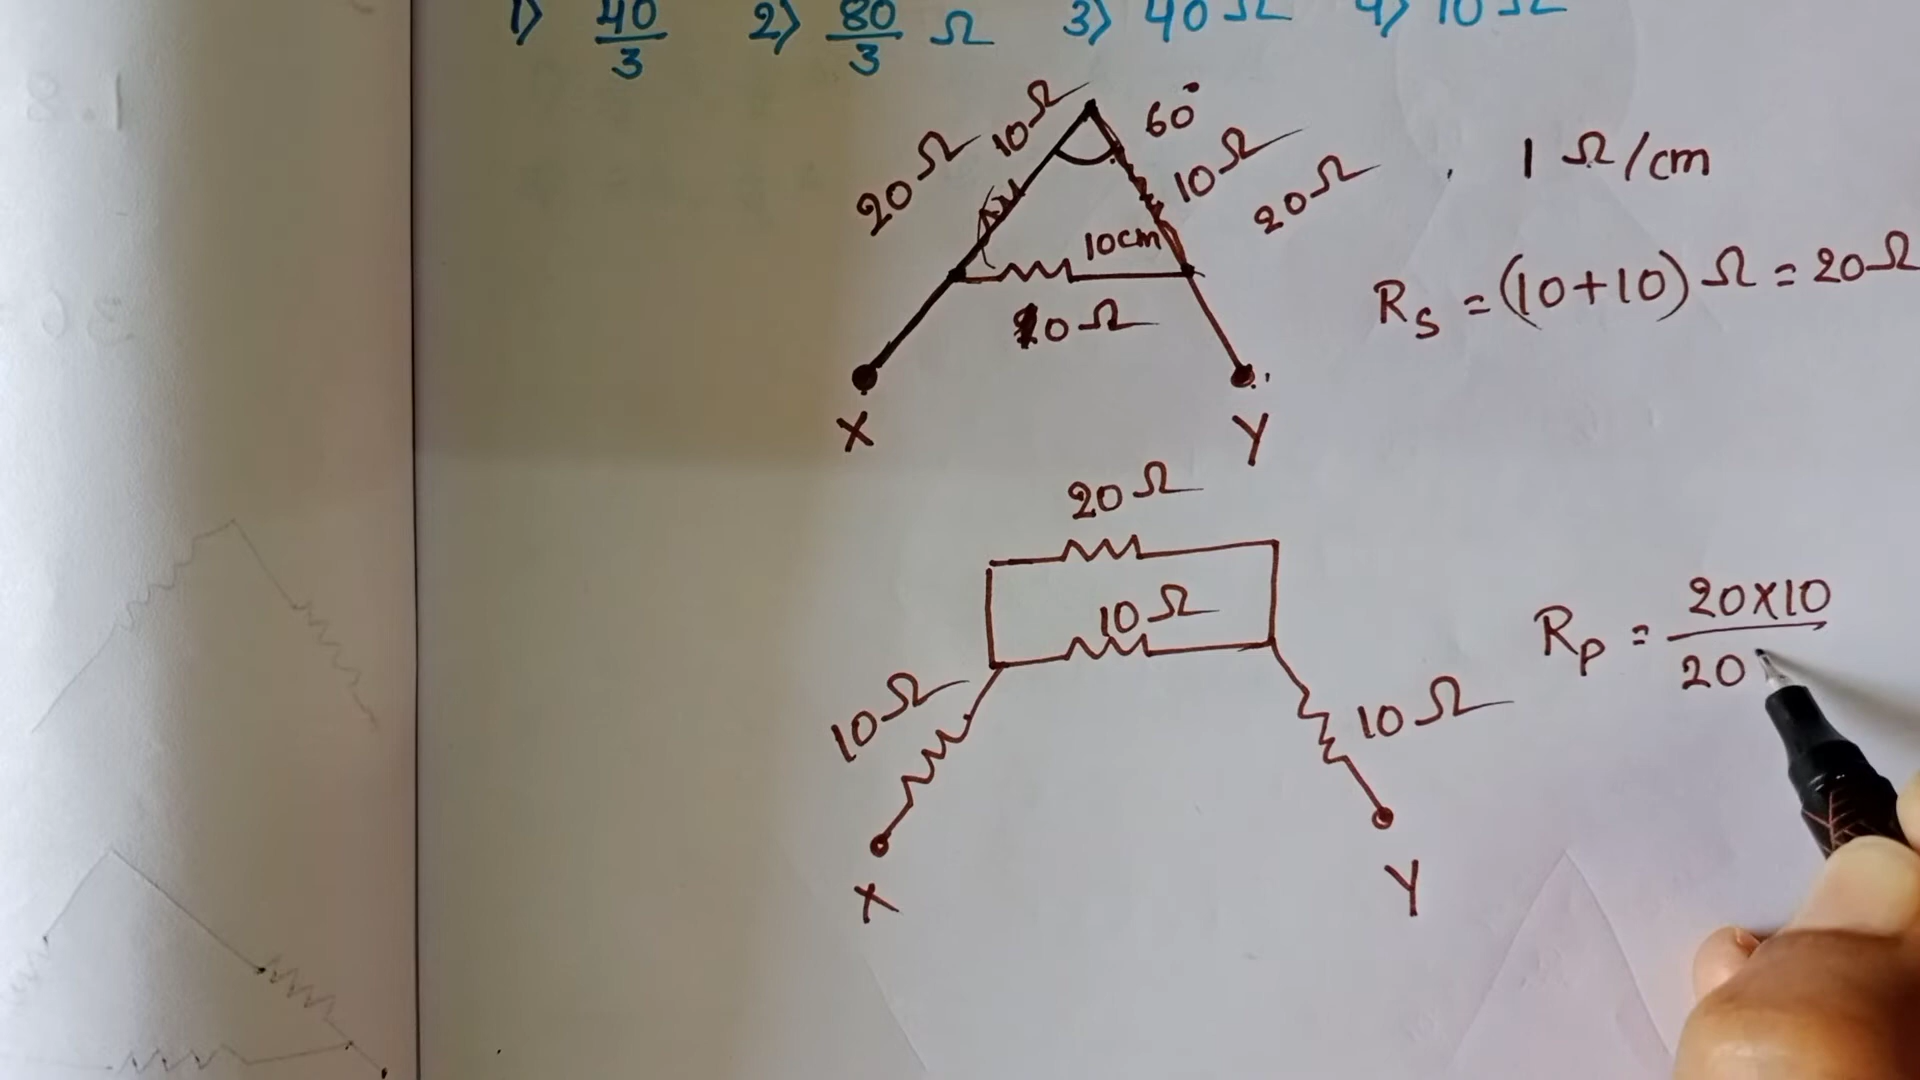 1) 40/3 2) 80/3 Ω 3) 40 Ω 4) 10 Ω
20 Ω 10 Ω 60°
10 Ω 20 Ω
1 Ω/cm
10cm
10 Ω
Rs = (10+10) Ω = 20 Ω
X Y
20 Ω
10 Ω
10 Ω 10 Ω
Rp = 20×10
20
X Y